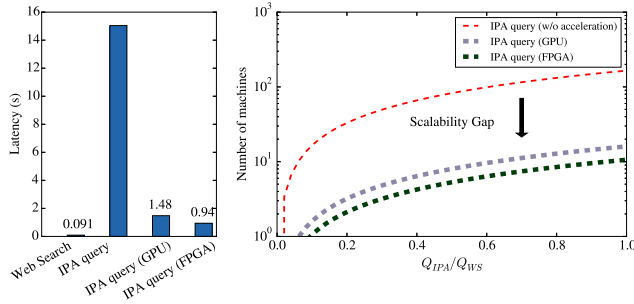 16
14
12
10
8
6
4
2
0
Latency (s)
0.091
1.48
0.94
Web Search
IPA query
IPA query (GPU)
IPA query (FPGA)
10³
10²
10¹
10⁰
Number of machines
IPA query (w/o acceleration)
IPA query (GPU)
IPA query (FPGA)
Scalability Gap
0.0 0.2 0.4 0.6 0.8 1.0
Q_IPA/Q_WS